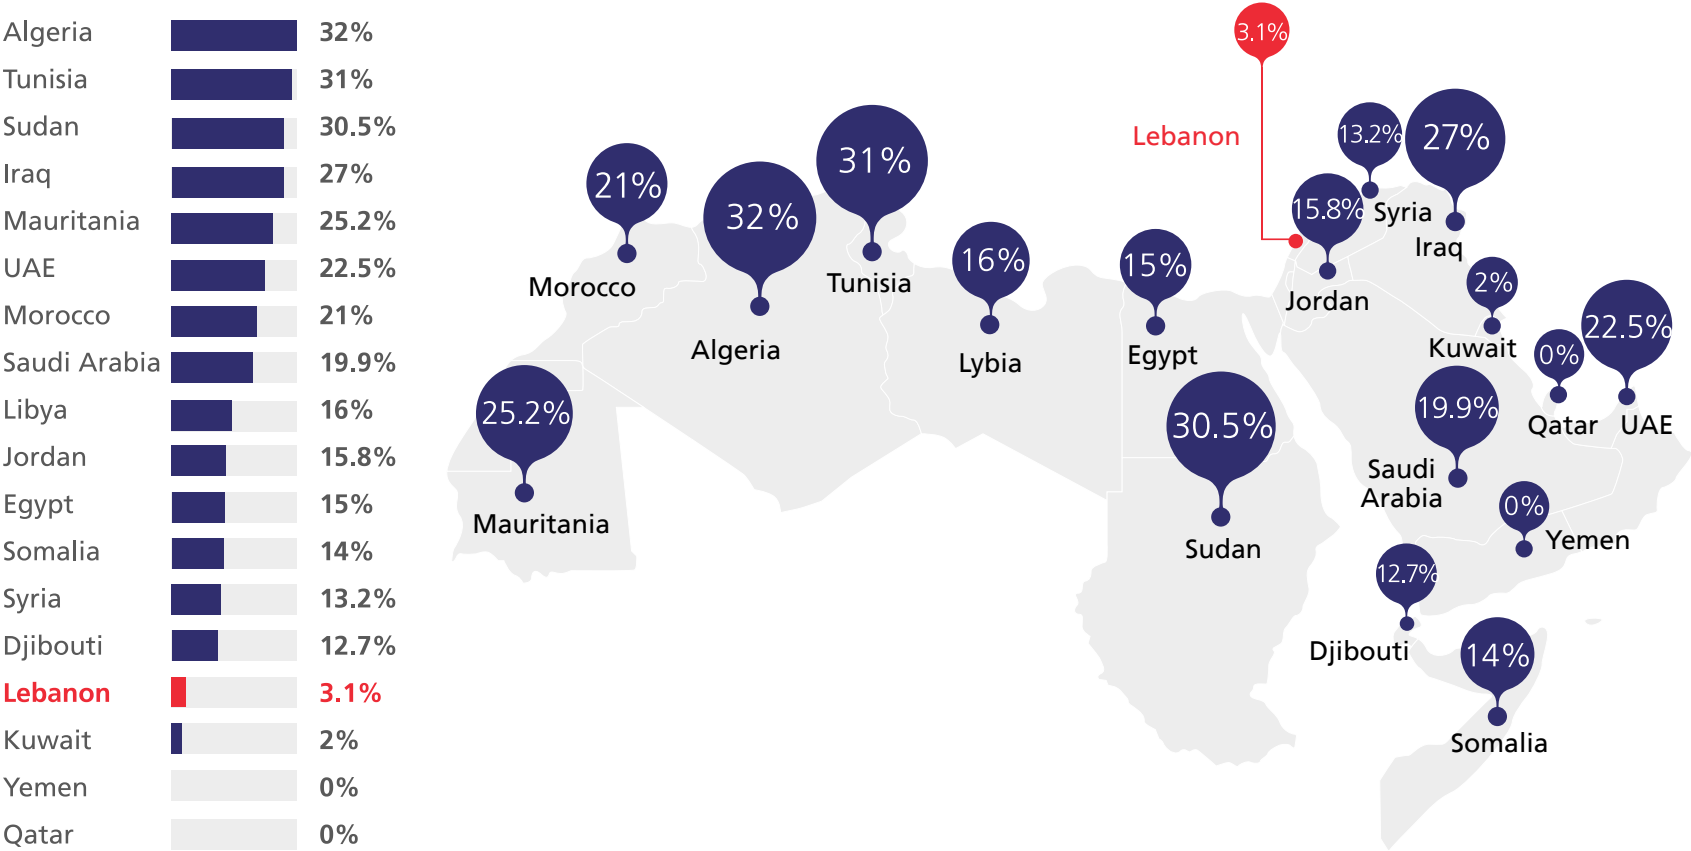 Algeria 32%
Tunisia 31%
Sudan 30.5%
Iraq 27%
Mauritania 25.2%
UAE 22.5%
Morocco 21%
Saudi Arabia 19.9%
Libya 16%
Jordan 15.8%
Egypt 15%
Somalia 14%
Syria 13.2%
Djibouti 12.7%
Lebanon 3.1%
Kuwait 2%
Yemen 0%
Qatar 0%
3.1%
Lebanon
13.2%
Syria
27%
Iraq
31%
Tunisia
21%
Morocco
32%
Algeria
15.8%
Jordan
16%
Lybia
15%
Egypt
2%
Kuwait
0%
Qatar
22.5%
UAE
25.2%
Mauritania
30.5%
Sudan
19.9%
Saudi
Arabia
0%
Yemen
12.7%
Djibouti
14%
Somalia